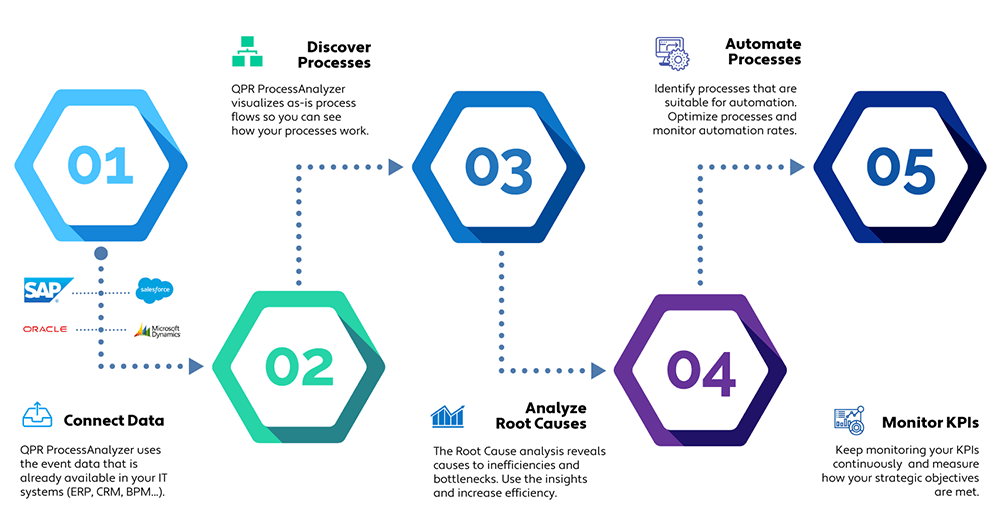 01
SAP
salesforce
ORACLE
Microsoft
Dynamics
Connect Data
QPR ProcessAnalyzer uses
the event data that is
already available in your IT
systems (ERP, CRM, BPM...).
Discover
Processes
QPR ProcessAnalyzer
visualizes as-is process
flows so you can see
how your processes work.
02
03
Analyze
Root Causes
The Root Cause analysis reveals
causes to inefficiencies and
bottlenecks. Use the insights
and increase efficiency.
Automate
Processes
Identify processes that are
suitable for automation.
Optimize processes and
monitor automation rates.
04
05
Monitor KPIs
Keep monitoring your KPIs
continuously and measure
how your strategic objectives
are met.